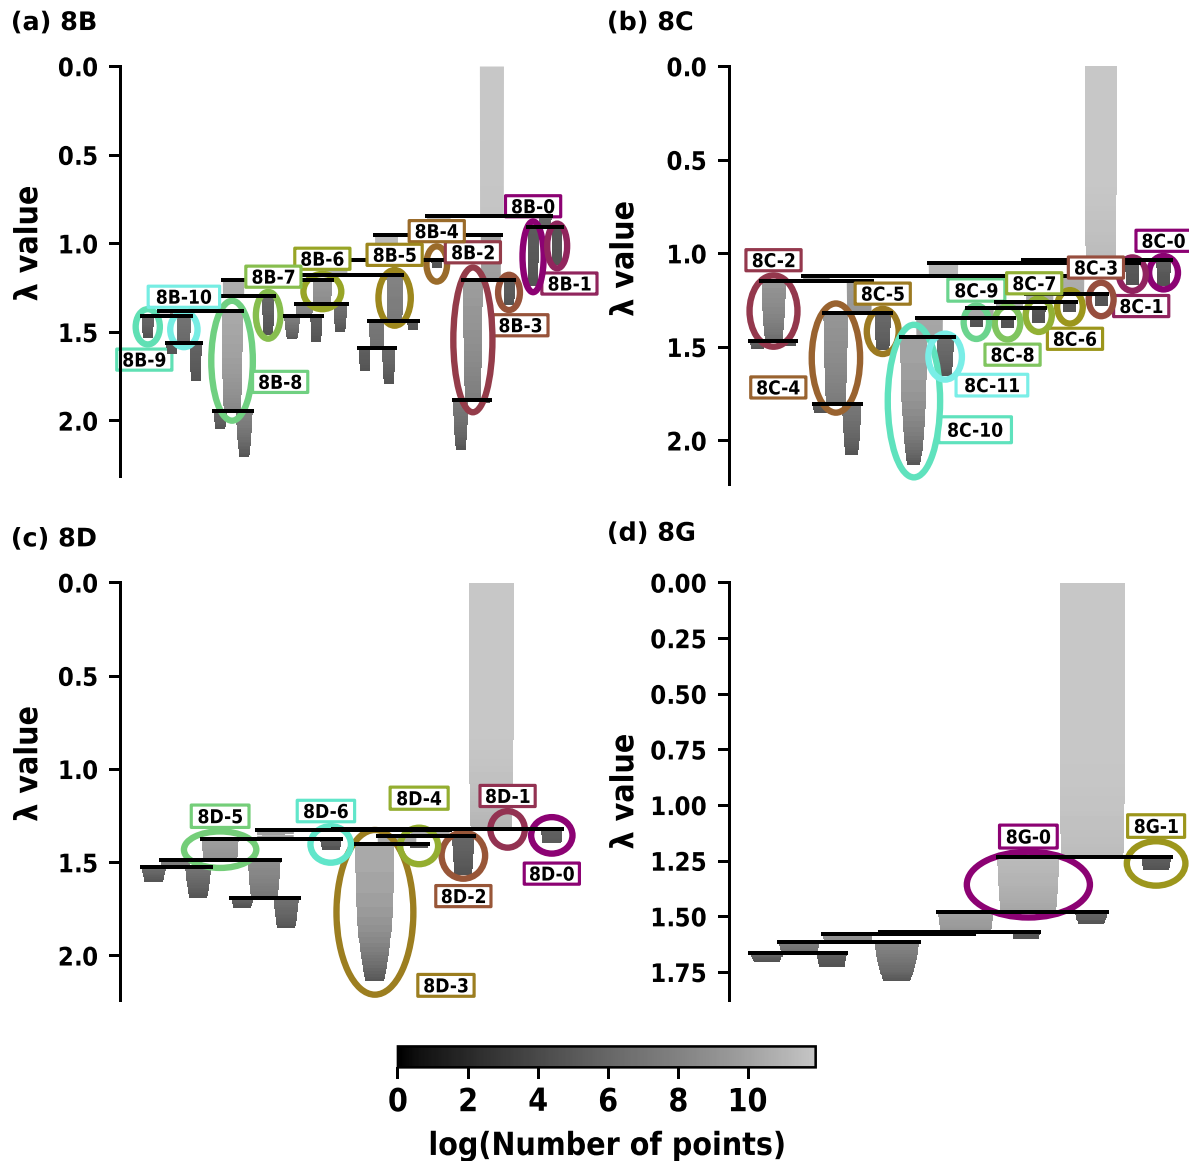 (a) 8B
0.0
0.5
1.0
1.5
2.0
λ value
8B-0
8B-4
8B-2
8B-5
8B-6
8B-7
8B-1
8B-10
8B-3
8B-9
8B-8
(b) 8C
0.0
0.5
1.0
1.5
2.0
λ value
8C-0
8C-2
8C-3
8C-7
8C-9
8C-5
8C-1
8C-6
8C-8
8C-4
8C-11
8C-10
(c) 8D
0.0
0.5
1.0
1.5
2.0
λ value
8D-1
8D-4
8D-6
8D-5
8D-0
8D-2
8D-3
(d) 8G
0.00
0.25
0.50
0.75
1.00
1.25
1.50
1.75
λ value
8G-1
8G-0
0 2 4 6 8 10
log(Number of points)